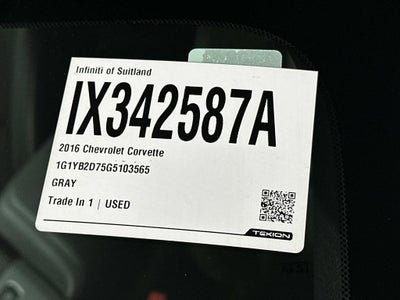 Infiniti of Suitland
IX342587A
2016 Chevrolet Corvette
1G1YB2D75G5103565
GRAY
Trade In 1 | USED
TEKION